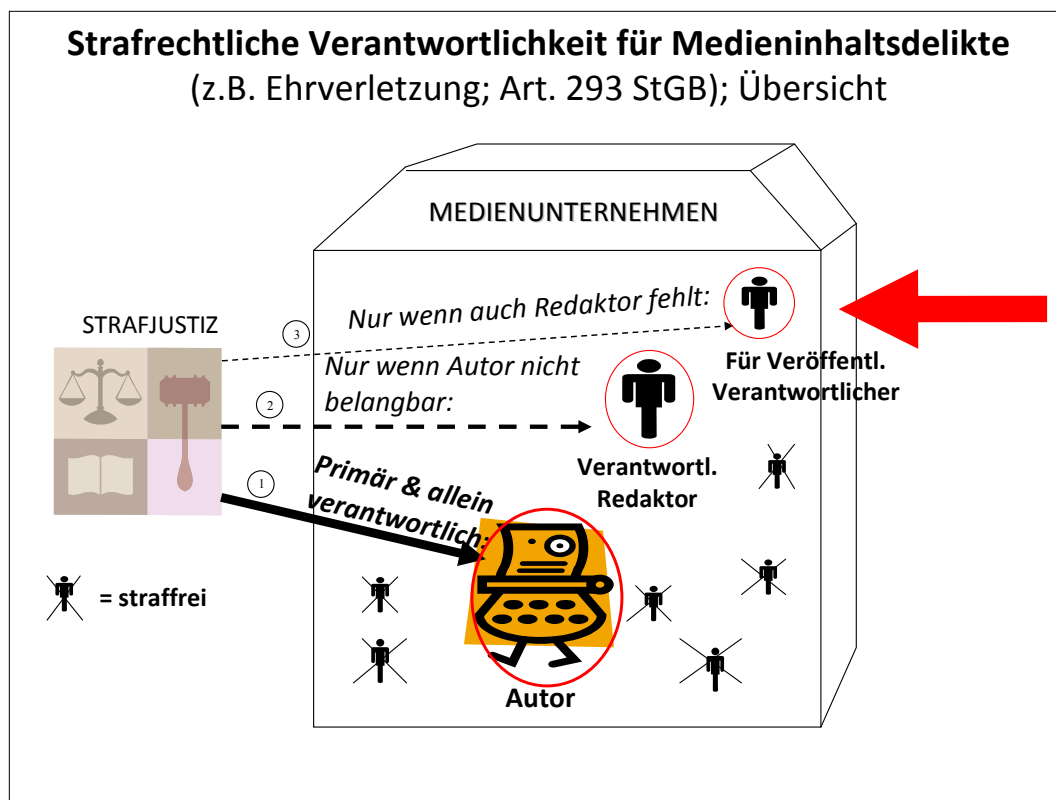 Strafrechtliche Verantwortlichkeit für Medieninhaltsdelikte
(z.B. Ehrverletzung; Art. 293 StGB); Übersicht
MEDIENUNTERNEHMEN
STRAFJUSTIZ
3
Nur wenn auch Redaktor fehlt:
Für Veröffentl.
Verantwortlicher
Nur wenn Autor nicht
belangbar:
2
Verantwortl.
Redaktor
1
Primär & allein
verantwortlich:
= straffrei
Autor